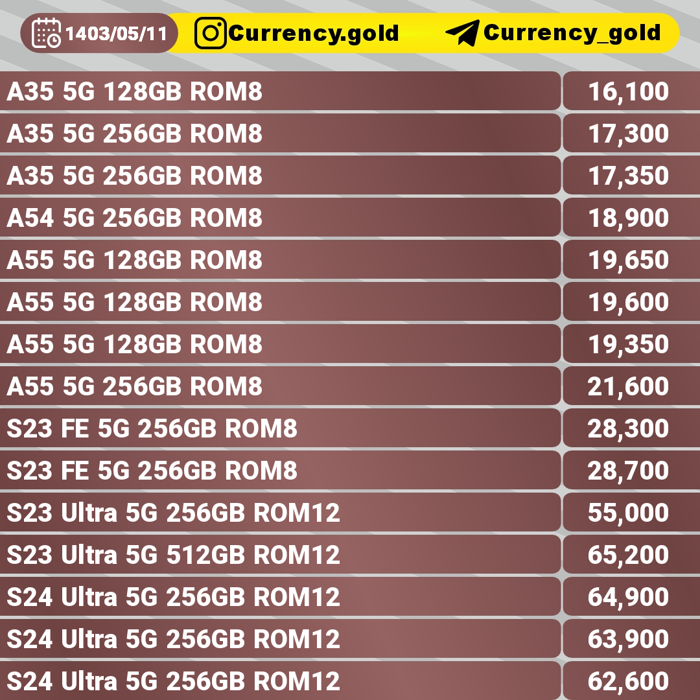 1403/05/11 Currency.gold Currency_gold
A35 5G 128GB ROM8 16,100
A35 5G 256GB ROM8 17,300
A35 5G 256GB ROM8 17,350
A54 5G 256GB ROM8 18,900
A55 5G 128GB ROM8 19,650
A55 5G 128GB ROM8 19,600
A55 5G 128GB ROM8 19,350
A55 5G 256GB ROM8 21,600
S23 FE 5G 256GB ROM8 28,300
S23 FE 5G 256GB ROM8 28,700
S23 Ultra 5G 256GB ROM12 55,000
S23 Ultra 5G 512GB ROM12 65,200
S24 Ultra 5G 256GB ROM12 64,900
S24 Ultra 5G 256GB ROM12 63,900
S24 Ultra 5G 256GB ROM12 62,600